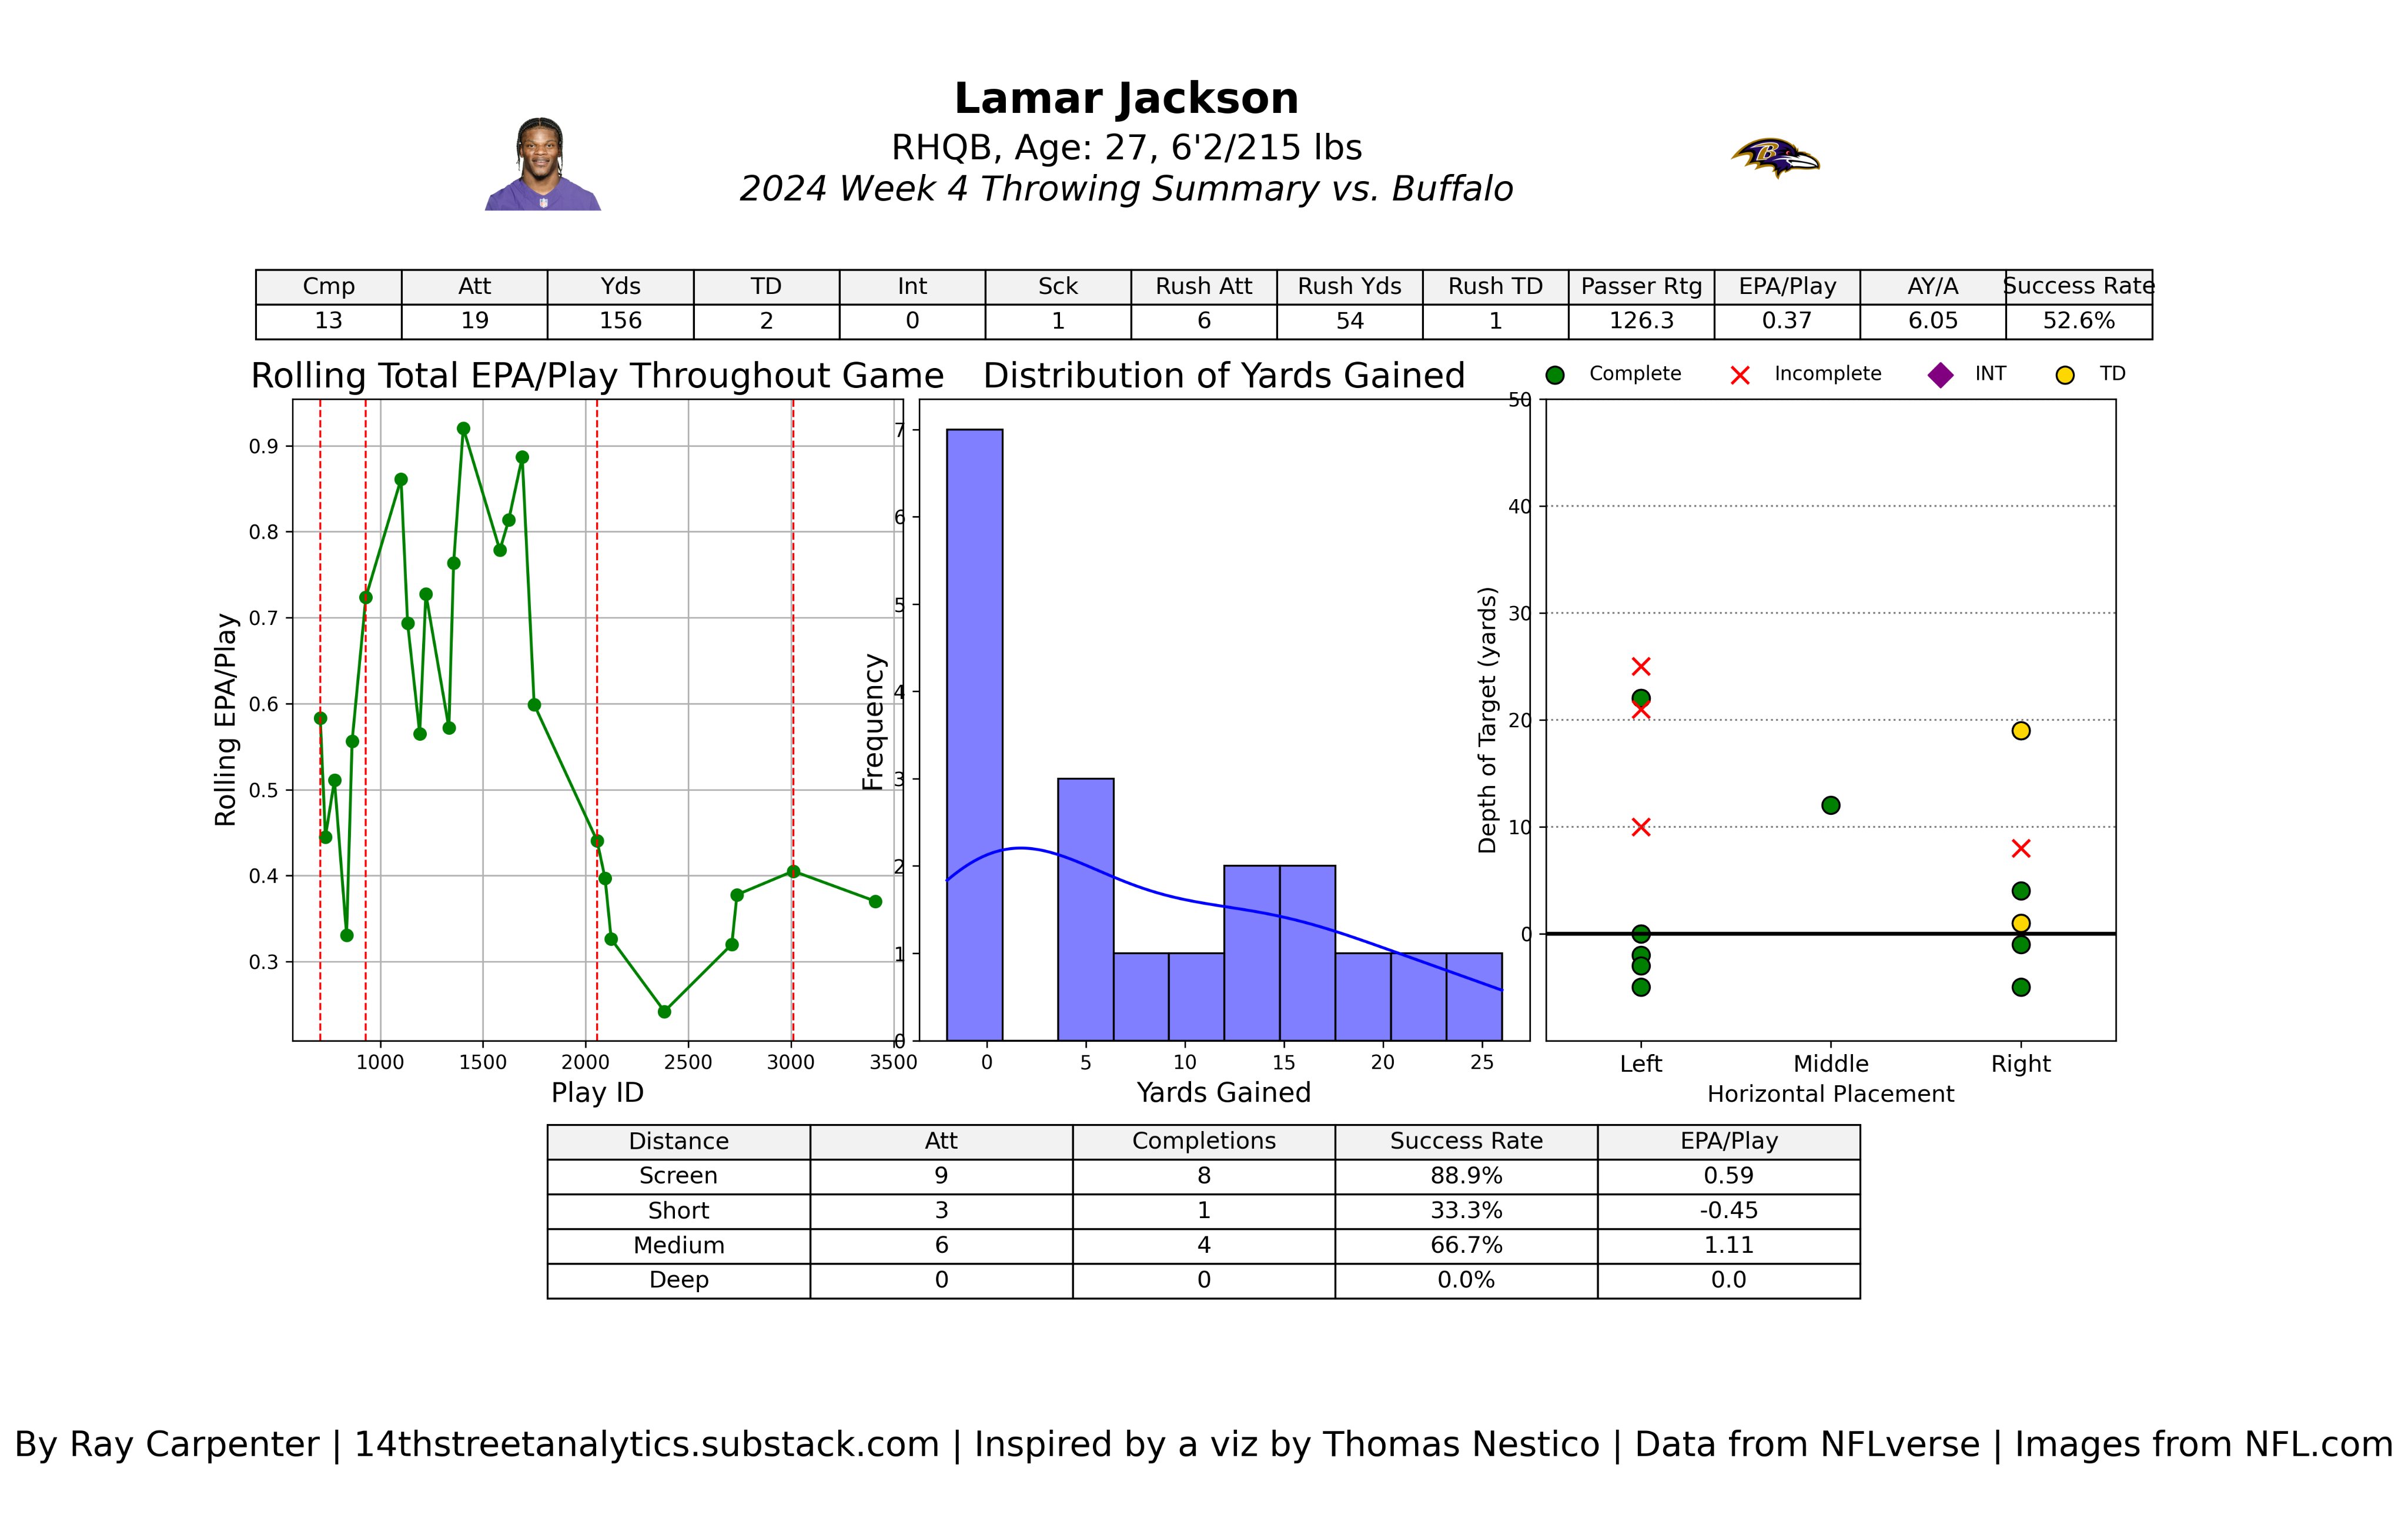 Lamar Jackson
RHQB, Age: 27, 6'2/215 lbs
2024 Week 4 Throwing Summary vs. Buffalo
Cmp Att Yds TD Int Sck Rush Att Rush Yds Rush TD Passer Rtg EPA/Play AY/A Success Rate
13 19 156 2 0 1 6 54 1 126.3 0.37 6.05 52.6%
Rolling Total EPA/Play Throughout Game
0.9
0.8
0.7
0.6
0.5
0.4
0.3
Rolling EPA/Play
1000 1500 2000 2500 3000 3500
Play ID
Distribution of Yards Gained
7
6
5
4
3
2
1
0
Frequency
0 5 10 15 20 25
Yards Gained
Complete Incomplete INT TD
50
40
30
20
10
0
Depth of Target (yards)
Left Middle Right
Horizontal Placement
Distance Att Completions Success Rate EPA/Play
Screen 9 8 88.9% 0.59
Short 3 1 33.3% -0.45
Medium 6 4 66.7% 1.11
Deep 0 0 0.0% 0.0
By Ray Carpenter | 14thstreetanalytics.substack.com | Inspired by a viz by Thomas Nestico | Data from NFLverse | Images from NFL.com